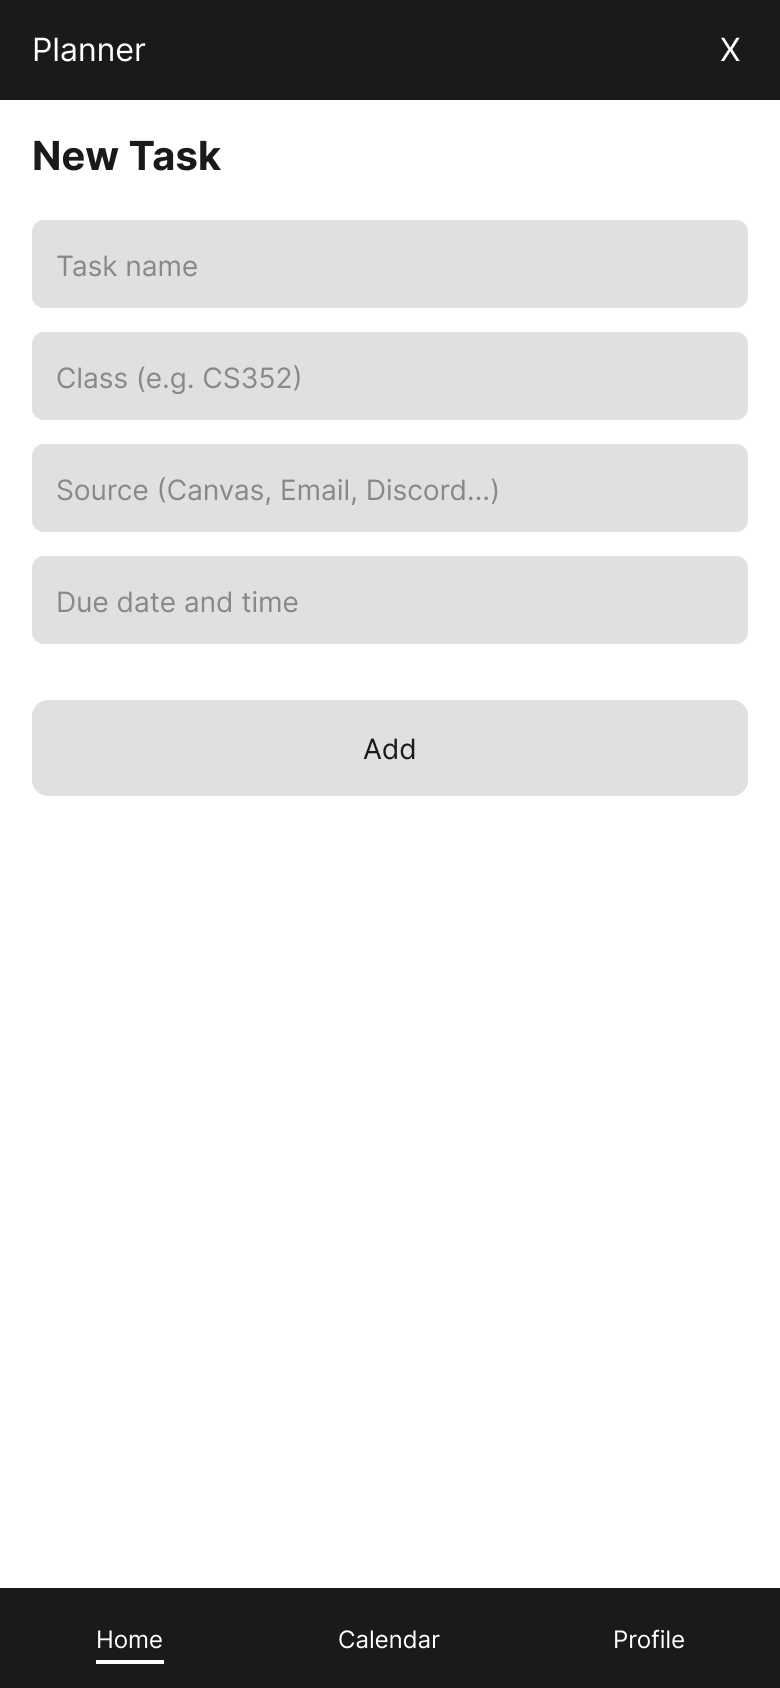 Planner X
New Task
Task name
Class (e.g. CS352)
Source (Canvas, Email, Discord...)
Due date and time
Add
Home Calendar Profile